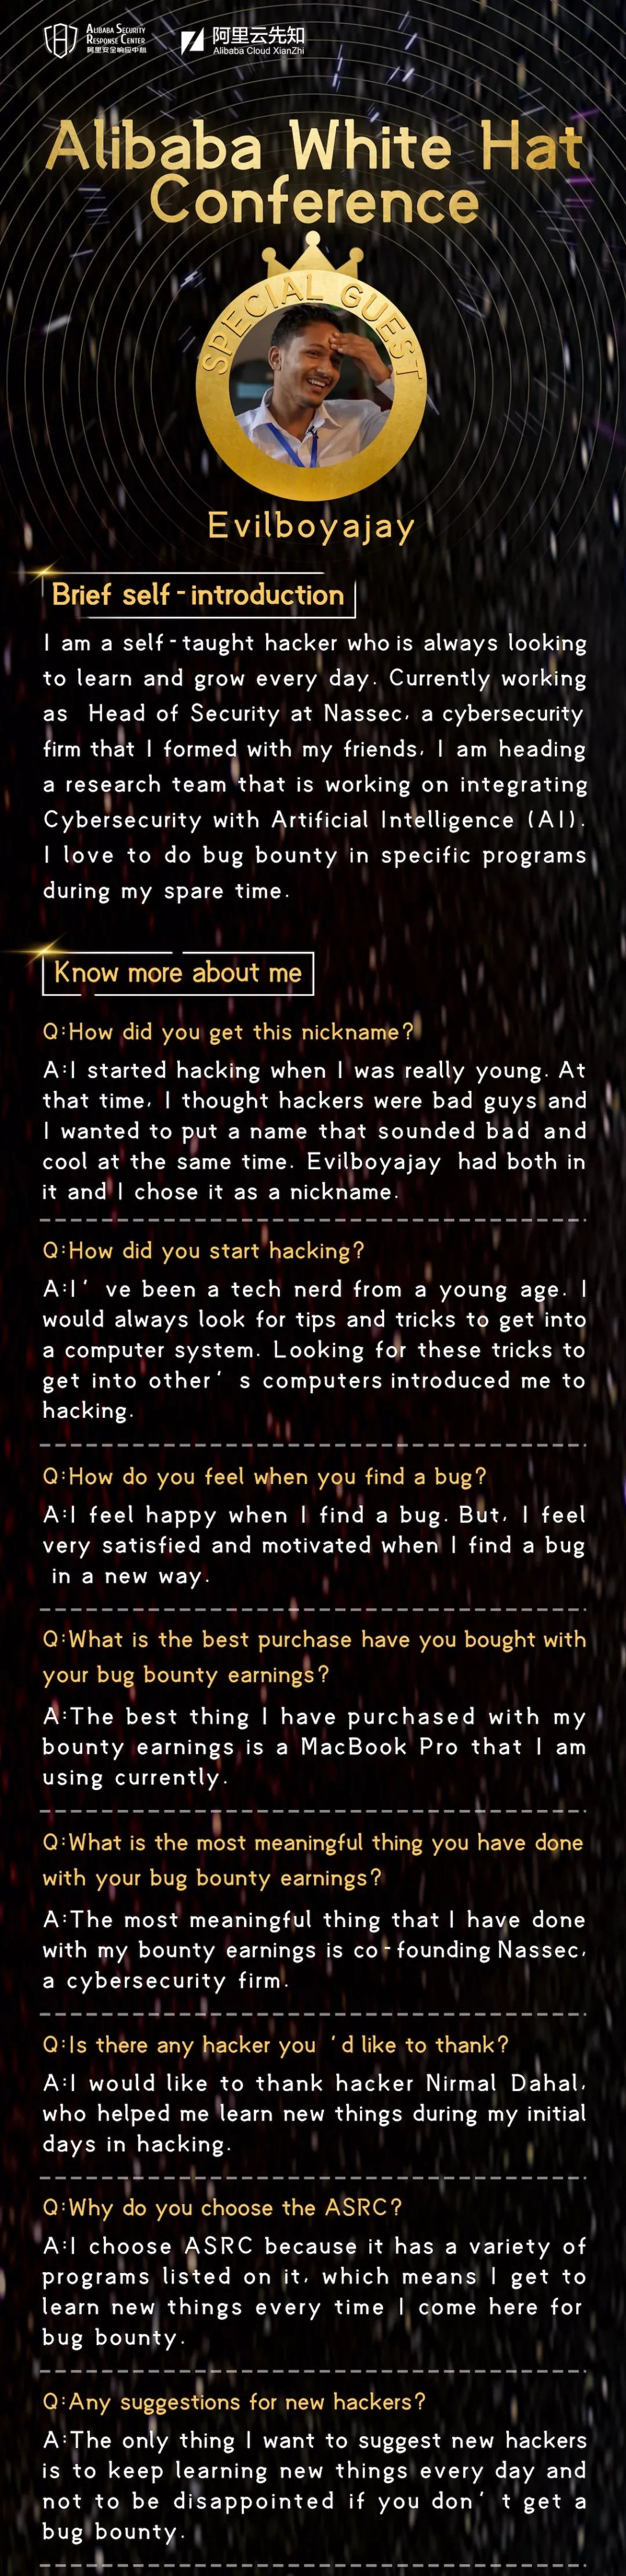 ALIBABA SECURITY
RESPONSE CENTER
阿里安全响应中心
阿里云先知
Alibaba Cloud XianZhi
Alibaba White Hat
Conference
SPECIAL GUEST
Evilboyajay
Brief self-introduction
I am a self-taught hacker who is always looking
to learn and grow every day. Currently working
as Head of Security at Nassec, a cybersecurity
firm that I formed with my friends, I am heading
a research team that is working on integrating
Cybersecurity with Artificial Intelligence (AI).
I love to do bug bounty in specific programs
during my spare time.
Know more about me
Q:How did you get this nickname?
A:I started hacking when I was really young. At
that time, I thought hackers were bad guys and
I wanted to put a name that sounded bad and
cool at the same time. Evilboyajay had both in
it and I chose it as a nickname.
Q:How did you start hacking?
A:I've been a tech nerd from a young age. I
would always look for tips and tricks to get into
a computer system. Looking for these tricks to
get into other's computers introduced me to
hacking.
Q:How do you feel when you find a bug?
A:I feel happy when I find a bug. But, I feel
very satisfied and motivated when I find a bug
in a new way.
Q:What is the best purchase have you bought with
your bug bounty earnings?
A:The best thing I have purchased with my
bounty earnings is a MacBook Pro that I am
using currently.
Q:What is the most meaningful thing you have done
with your bug bounty earnings?
A:The most meaningful thing that I have done
with my bounty earnings is co-founding Nassec,
a cybersecurity firm.
Q:Is there any hacker you 'd like to thank?
A:I would like to thank hacker Nirmal Dahal,
who helped me learn new things during my initial
days in hacking.
Q:Why do you choose the ASRC?
A:I choose ASRC because it has a variety of
programs listed on it, which means I get to
learn new things every time I come here for
bug bounty.
Q:Any suggestions for new hackers?
A:The only thing I want to suggest new hackers
is to keep learning new things every day and
not to be disappointed if you don't get a
bug bounty.